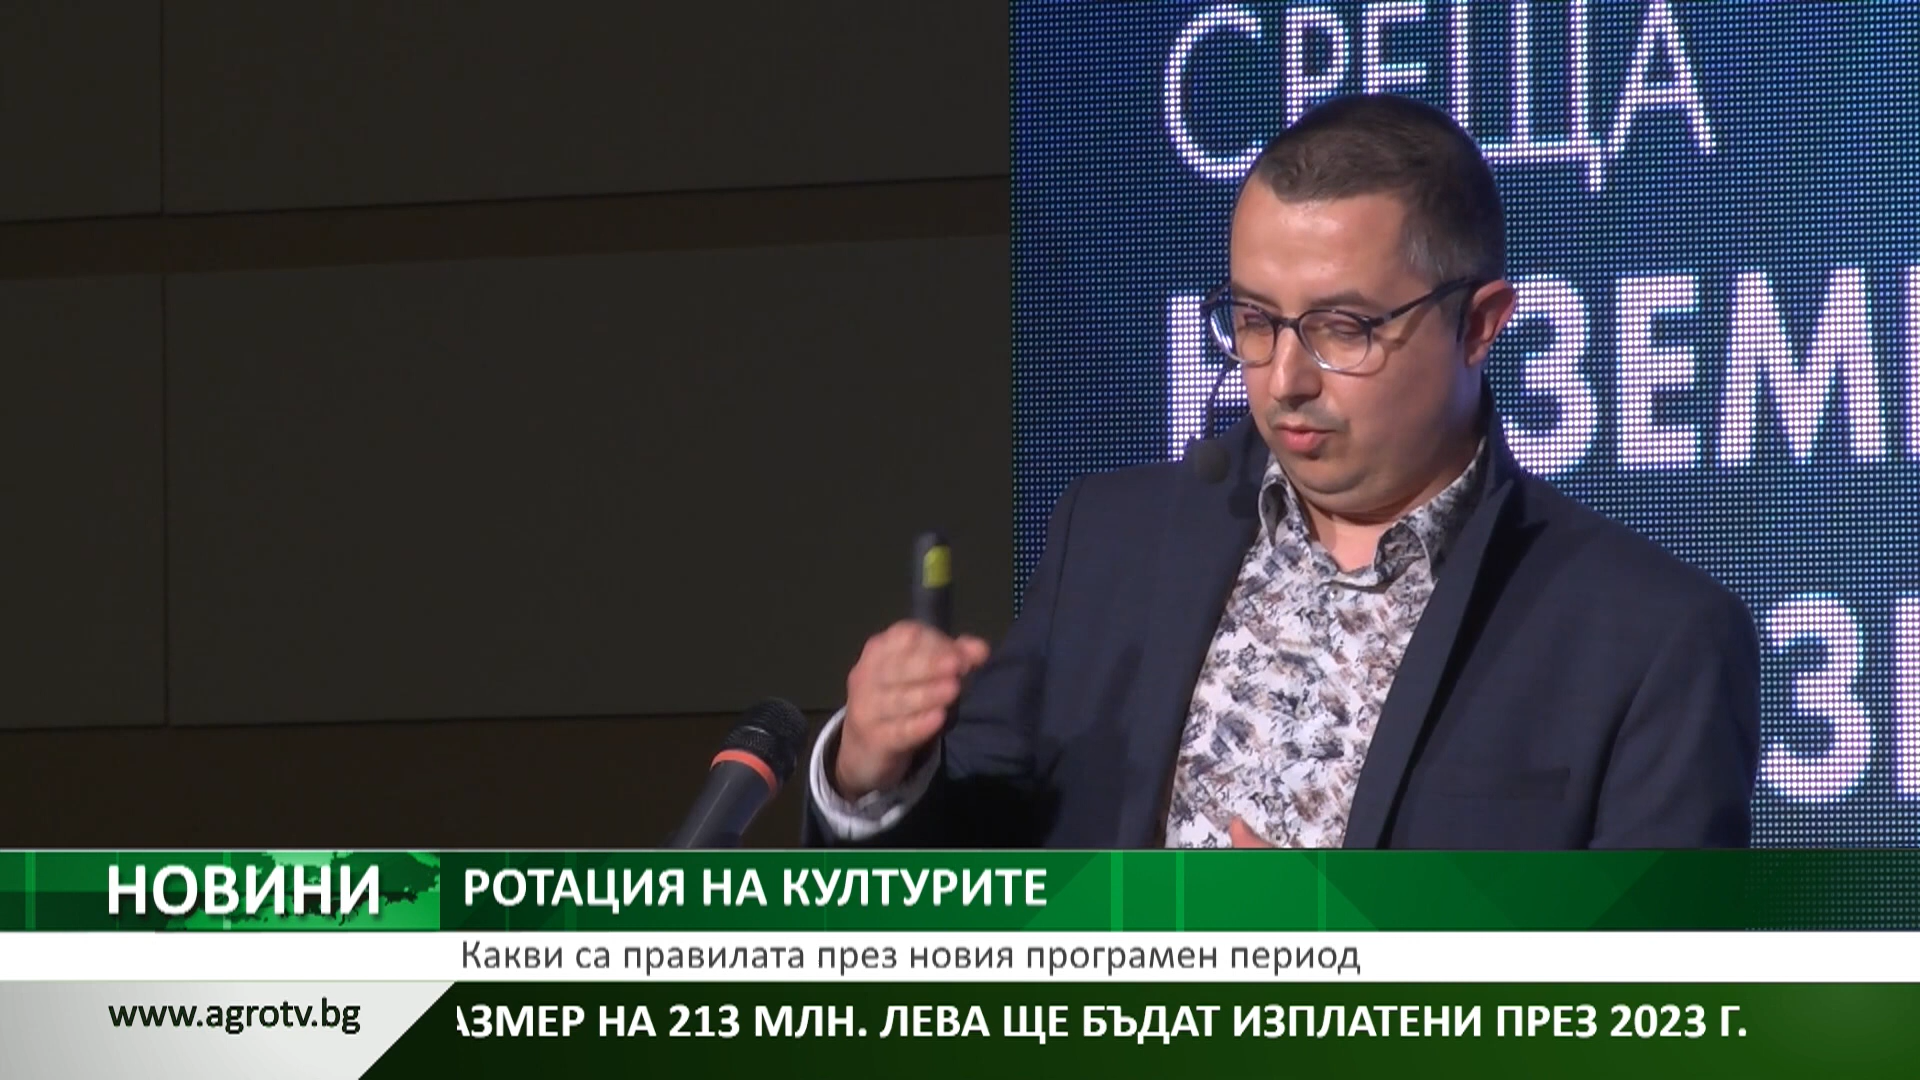 СРЕЩА
ЗЕМ
НОВИНИ
РОТАЦИЯ НА КУЛТУРИТЕ
Какви са правилата през новия програмен период
www.agrotv.bg
АЗМЕР НА 213 МЛН. ЛЕВА ЩЕ БЪДАТ ИЗПЛАТЕНИ ПРЕЗ 2023 Г.